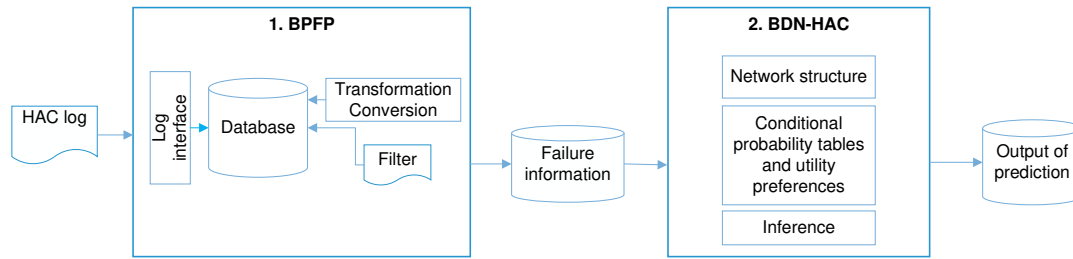 1. BPFP
2. BDN-HAC
HAC log
Log
interface
Database
Transformation
Conversion
Filter
Failure
information
Network structure
Conditional
probability tables
and utility
preferences
Inference
Output of
prediction